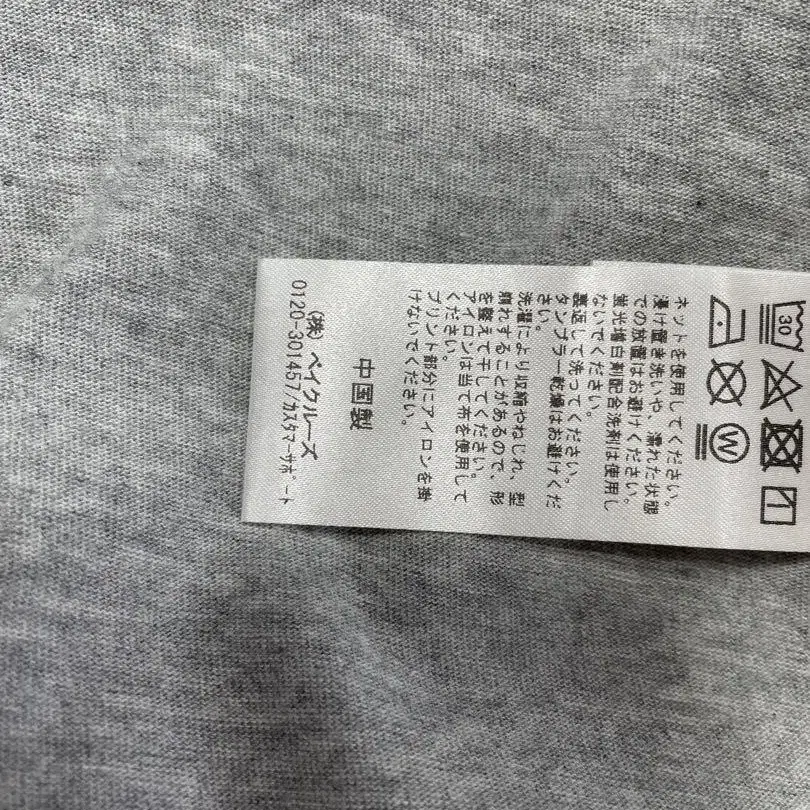 30
W
ネットを使用してください。
浸け置き洗いや、濡れた状態
での放置はお避けください。
蛍光増白剤配合洗剤は使用し
ないでください。
裏返して洗ってください。
タンブラー乾燥はお避けくだ
さい。
洗濯により収縮やねじれ、型
崩れすることがあるので、形
を整えて干してください。
アイロンは当て布を使用して
ください。
プリント部分にアイロンを掛
けないでください。
中国製
(株) ベイクルーズ
0120-301457/カスタマーサポート